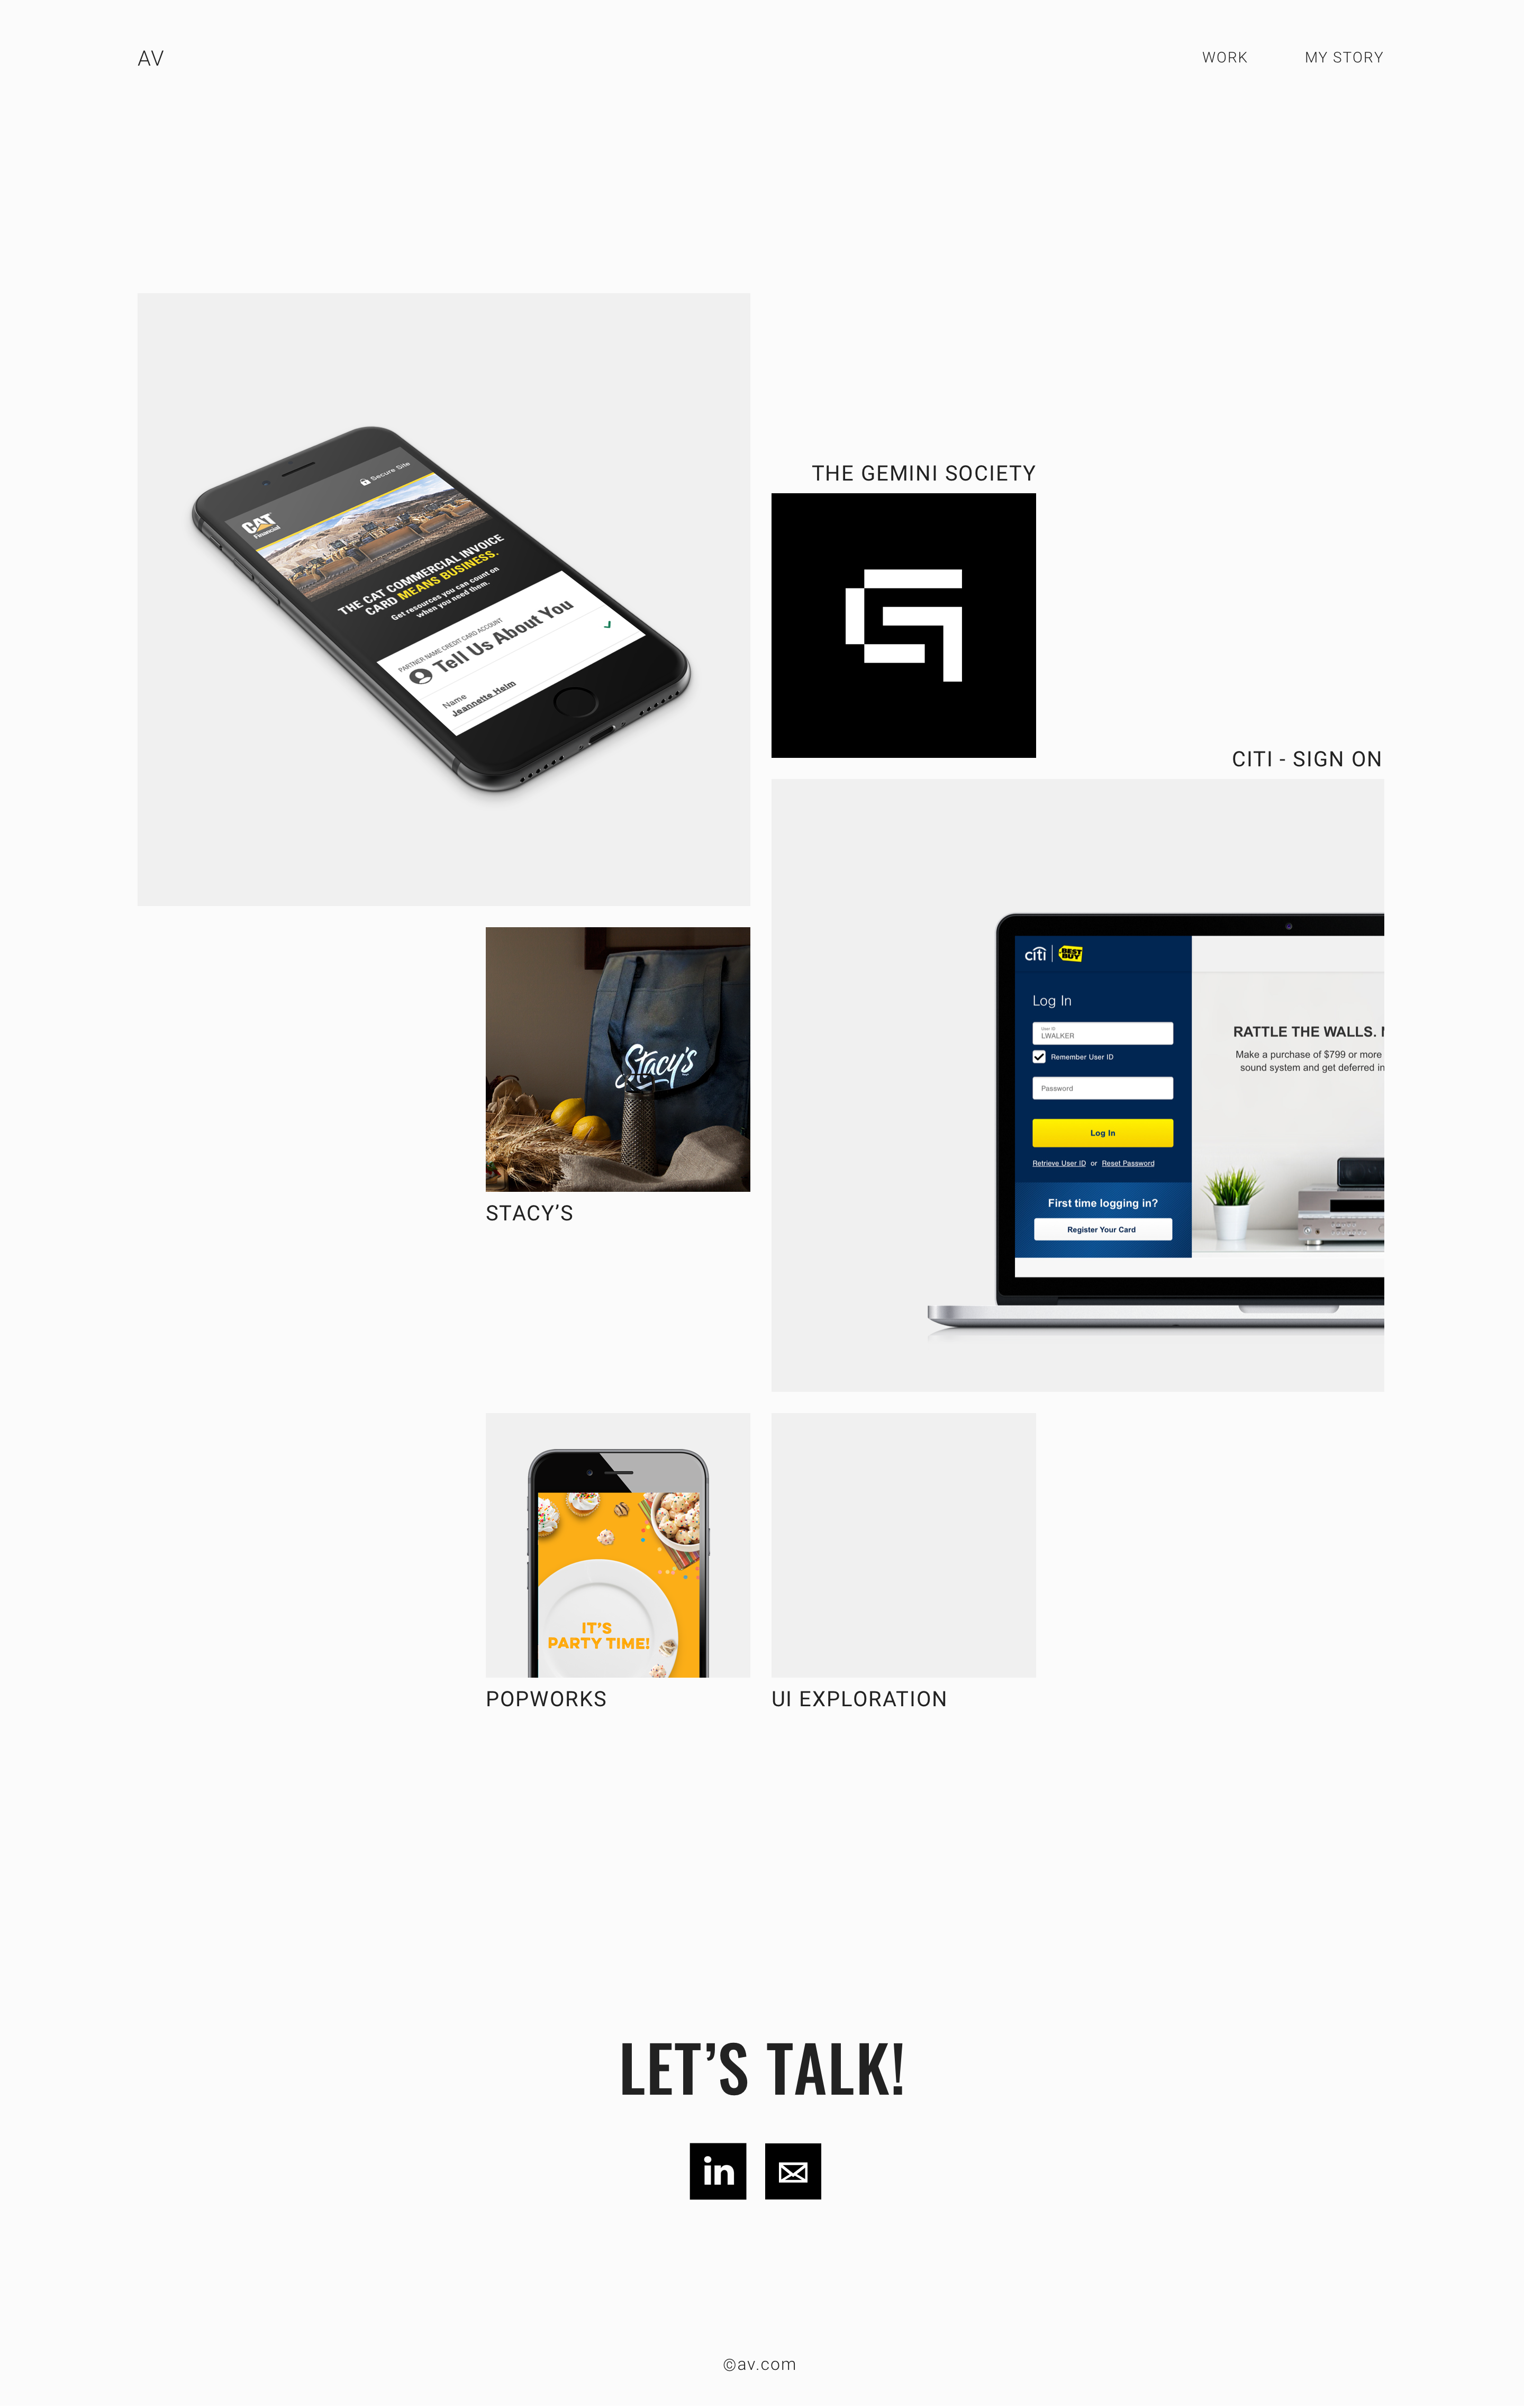 AV
WORK
MY STORY
CAT
Financial
Secure Site
THE CAT COMMERCIAL INVOICE
CARD MEANS BUSINESS.
Get resources you can count on
when you need them.
PARTNER NAME CREDIT CARD ACCOUNT
Tell Us About You
Name
Jeannette Helm
THE GEMINI SOCIETY
CITI - SIGN ON
citi
BEST
BUY
Log In
User ID
LWALKER
Remember User ID
Password
Log In
Retrieve User ID or Reset Password
First time logging in?
Register Your Card
RATTLE THE WALLS.
Make a purchase of $799 or more
sound system and get deferred
Stacy's
STACY’S
IT'S
PARTY TIME!
POPWORKS
UI EXPLORATION
LET’S TALK!
in
©av.com